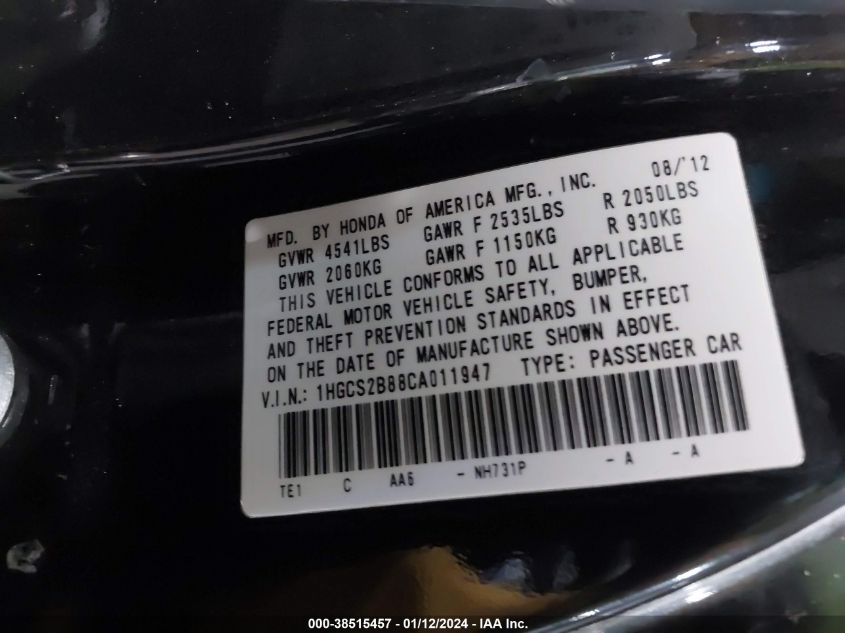 MFD. BY HONDA OF AMERICA MFG., INC. 08/'12
GVWR 4541LBS GAWR F 2535LBS R 2050LBS
GVWR 2060KG GAWR F 1150KG R 930KG
THIS VEHICLE CONFORMS TO ALL APPLICABLE
FEDERAL MOTOR VEHICLE SAFETY, BUMPER,
AND THEFT PREVENTION STANDARDS IN EFFECT
ON THE DATE OF MANUFACTURE SHOWN ABOVE.
V.I.N.: 1HGCS2B88CA011947 TYPE: PASSENGER CAR
TE1 C AA6 - NH731P - A - A
000-38515457 - 01/12/2024 - IAA Inc.